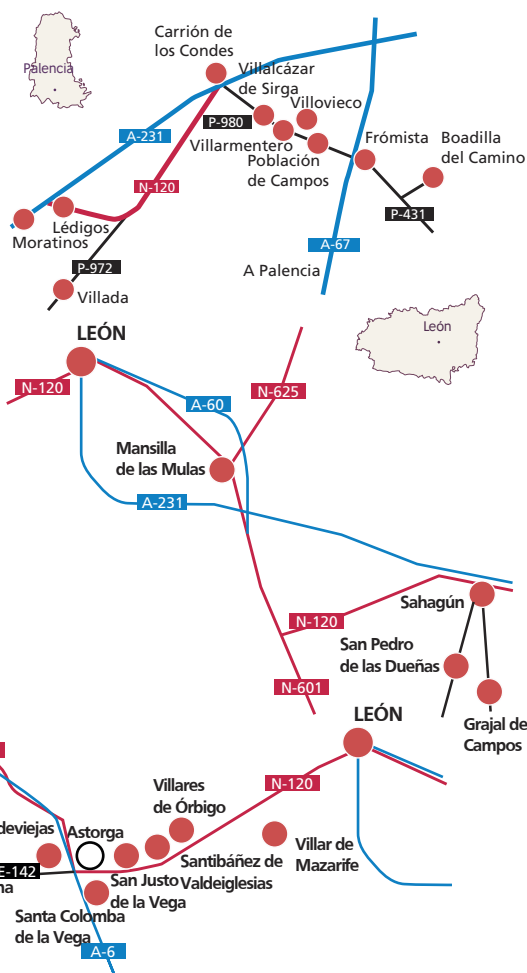 Carrión de
los Condes
Palencia
Villalcázar
de Sirga
Villovieco
P-980
A-231
Villarmentero
Frómista
Boadilla
del Camino
Población
de Campos
N-120
P-431
Lédigos
Moratinos
A-67
P-972
A Palencia
Villada
León
LEÓN
N-120
N-625
A-60
Mansilla
de las Mulas
A-231
Sahagún
N-120
San Pedro
de las Dueñas
N-601
LEÓN
Grajal de
Campos
N-120
Villares
de Órbigo
deviejas
Astorga
Villar de
Mazarife
Santibáñez de
Valdeiglesias
E-142
na
San Justo
de la Vega
Santa Colomba
de la Vega
A-6